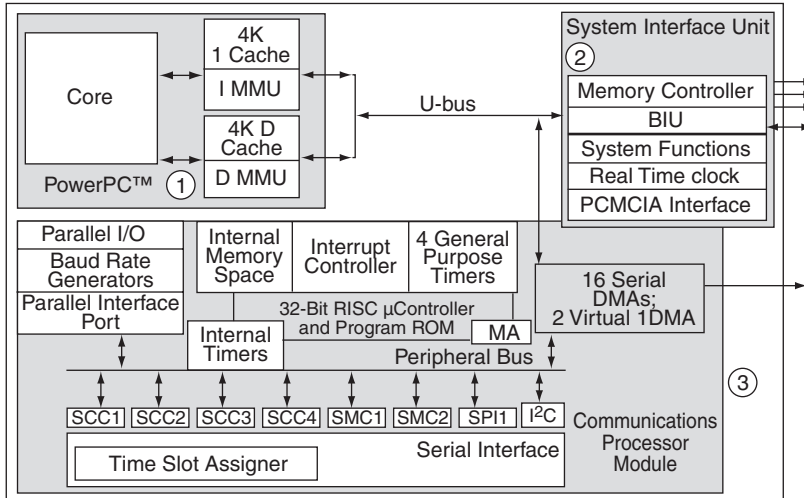 Core
4K
1 Cache
I MMU
4K D
Cache
D MMU
PowerPC™
1
U-bus
System Interface Unit
2
Memory Controller
BIU
System Functions
Real Time clock
PCMCIA Interface
Parallel I/O
Baud Rate
Generators
Parallel Interface
Port
Internal
Memory
Space
Interrupt
Controller
4 General
Purpose
Timers
16 Serial
DMAs;
2 Virtual 1DMA
32-Bit RISC µController
and Program ROM
Internal
Timers
MA
Peripheral Bus
3
SCC1
SCC2
SCC3
SCC4
SMC1
SMC2
SPI1
I²C
Serial Interface
Time Slot Assigner
Communications
Processor
Module